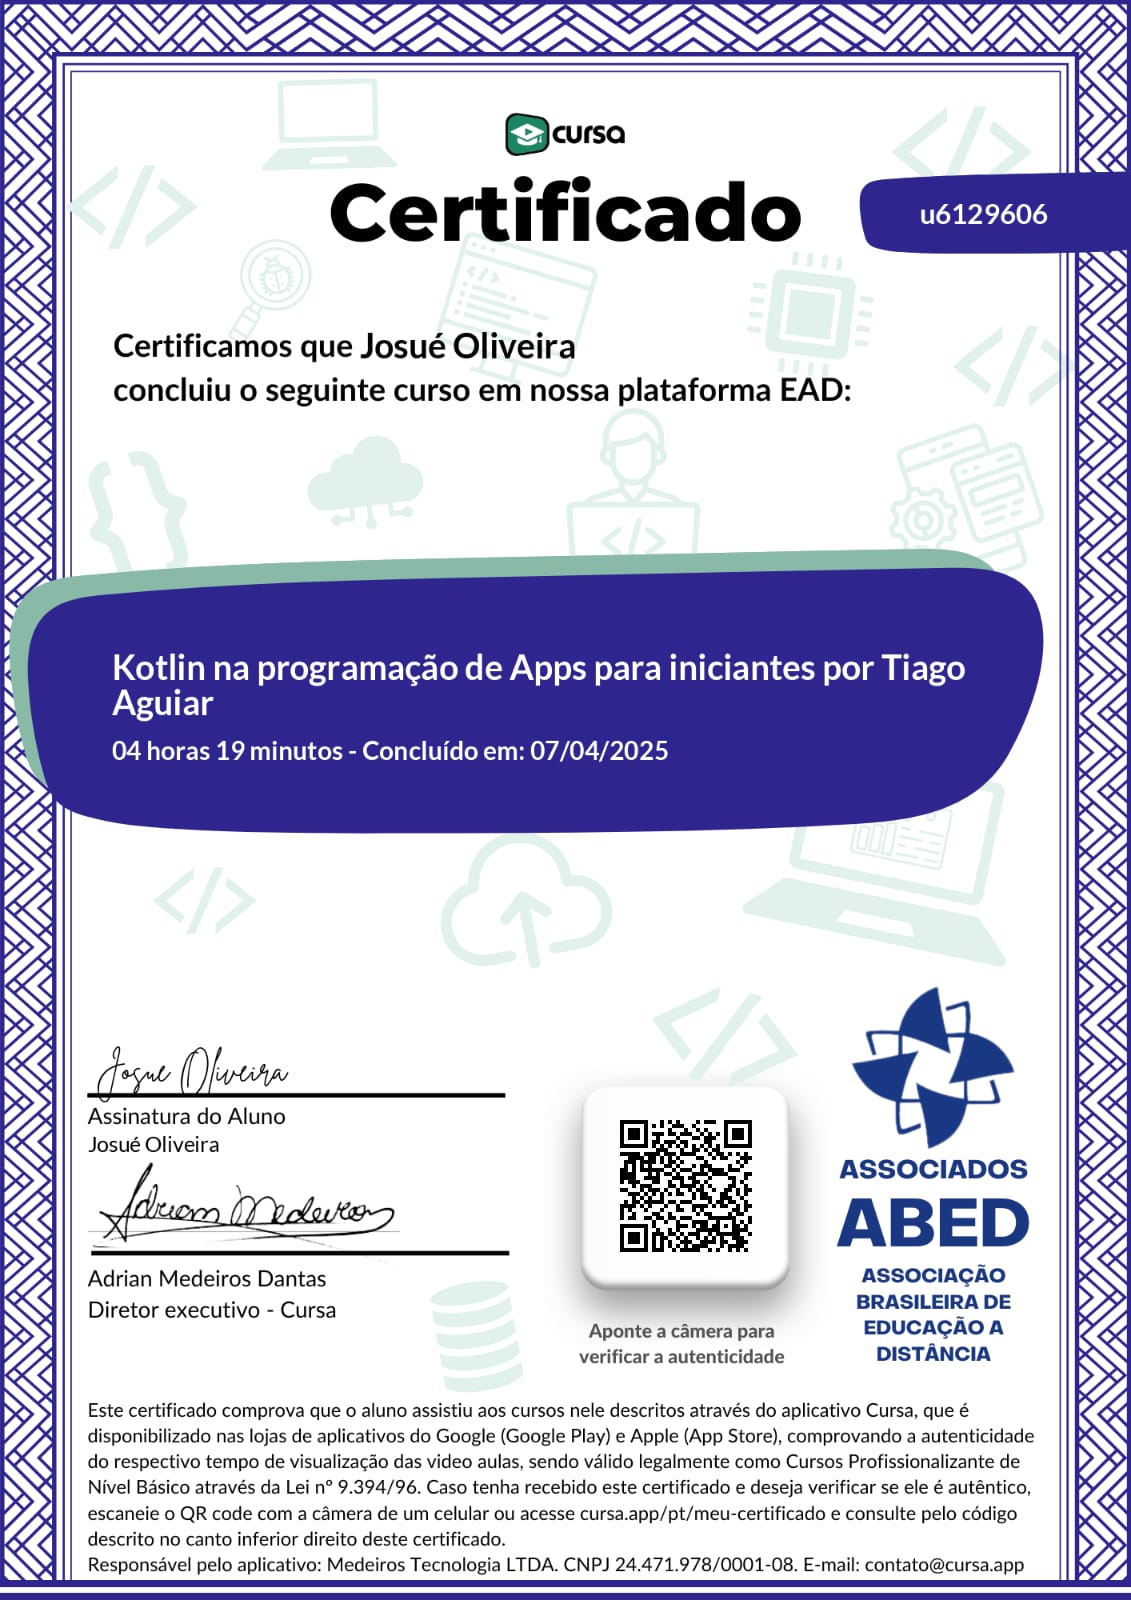 cursa
Certificado
u6129606
Certificamos que Josué Oliveira
concluiu o seguinte curso em nossa plataforma EAD:
Kotlin na programação de Apps para iniciantes por Tiago
Aguiar
04 horas 19 minutos - Concluído em: 07/04/2025
Josue Oliveira
Assinatura do Aluno
Josué Oliveira
Adrian Medeiros
Adrian Medeiros Dantas
Diretor executivo - Cursa
Aponte a câmera para
verificar a autenticidade
ASSOCIADOS
ABED
ASSOCIAÇÃO
BRASILEIRA DE
EDUCAÇÃO A
DISTÂNCIA
Este certificado comprova que o aluno assistiu aos cursos nele descritos através do aplicativo Cursa, que é
disponibilizado nas lojas de aplicativos do Google (Google Play) e Apple (App Store), comprovando a autenticidade
do respectivo tempo de visualização das video aulas, sendo válido legalmente como Cursos Profissionalizante de
Nível Básico através da Lei nº 9.394/96. Caso tenha recebido este certificado e deseja verificar se ele é autêntico,
escaneie o QR code com a câmera de um celular ou acesse cursa.app/pt/meu-certificado e consulte pelo código
descrito no canto inferior direito deste certificado.
Responsável pelo aplicativo: Medeiros Tecnologia LTDA. CNPJ 24.471.978/0001-08. E-mail: contato@cursa.app